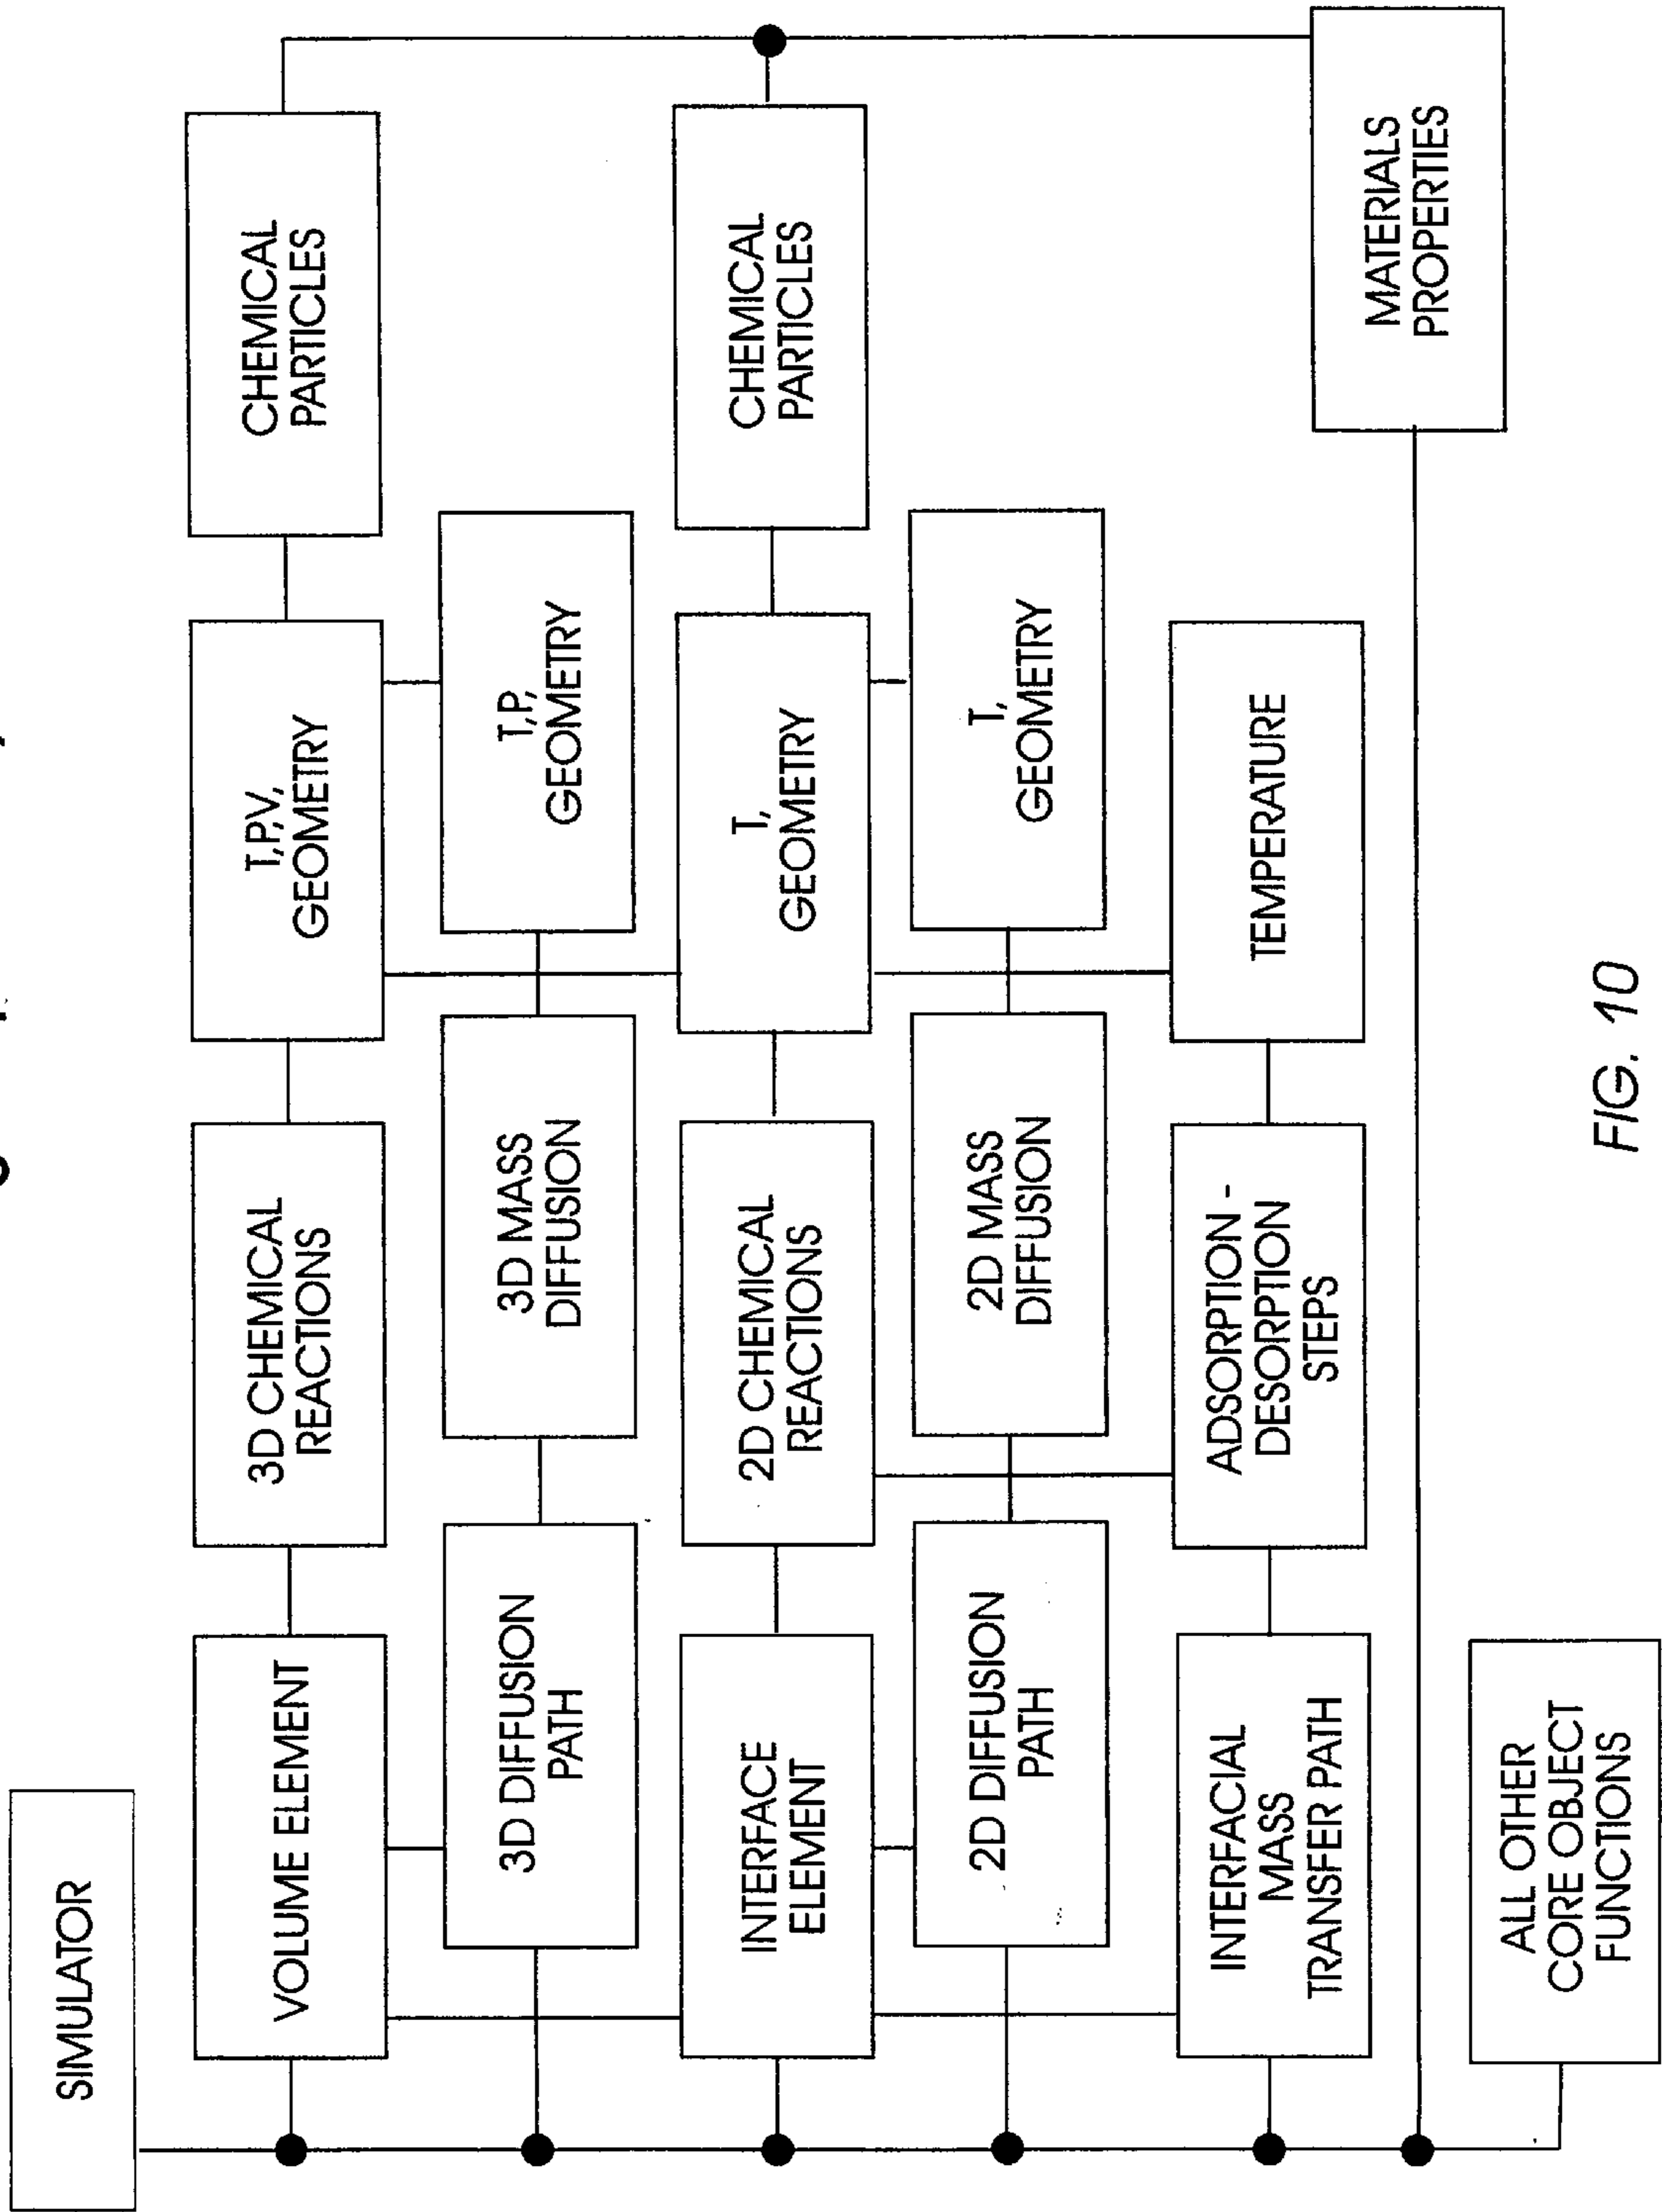 SIMULATOR
VOLUME ELEMENT
3D CHEMICAL
REACTIONS
T,P,V,
GEOMETRY
CHEMICAL
PARTICLES
3D DIFFUSION
PATH
3D MASS
DIFFUSION
T,P,
GEOMETRY
INTERFACE
ELEMENT
2D CHEMICAL
REACTIONS
T,
GEOMETRY
CHEMICAL
PARTICLES
2D DIFFUSION
PATH
2D MASS
DIFFUSION
T,
GEOMETRY
INTERFACIAL
MASS
TRANSFER PATH
ADSORPTION -
DESORPTION
STEPS
TEMPERATURE
MATERIALS
PROPERTIES
ALL OTHER
CORE OBJECT
FUNCTIONS
FIG. 10